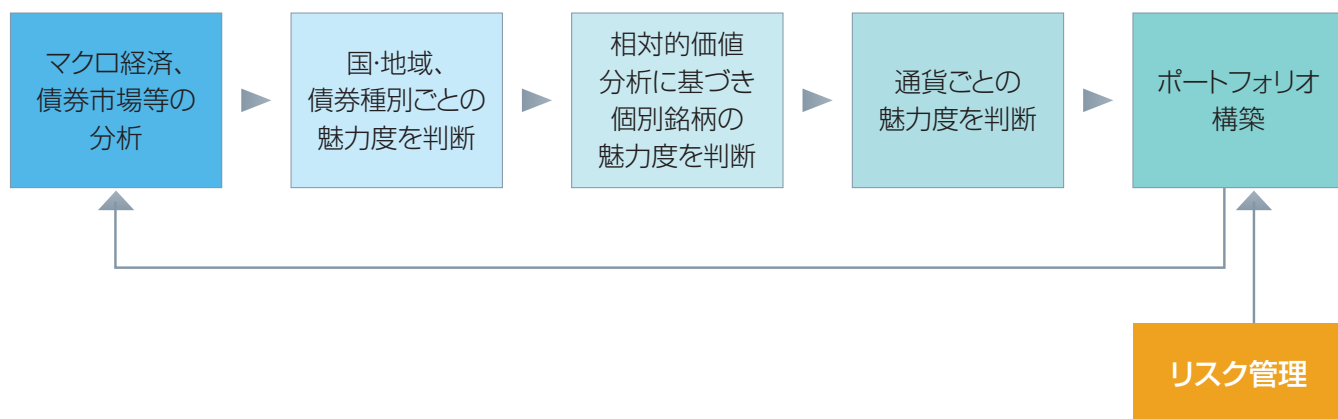 マクロ経済、
債券市場等の
分析
国･地域、
債券種別ごとの
魅力度を判断
相対的価値
分析に基づき
個別銘柄の
魅力度を判断
通貨ごとの
魅力度を判断
ポートフォリオ
構築
リスク管理